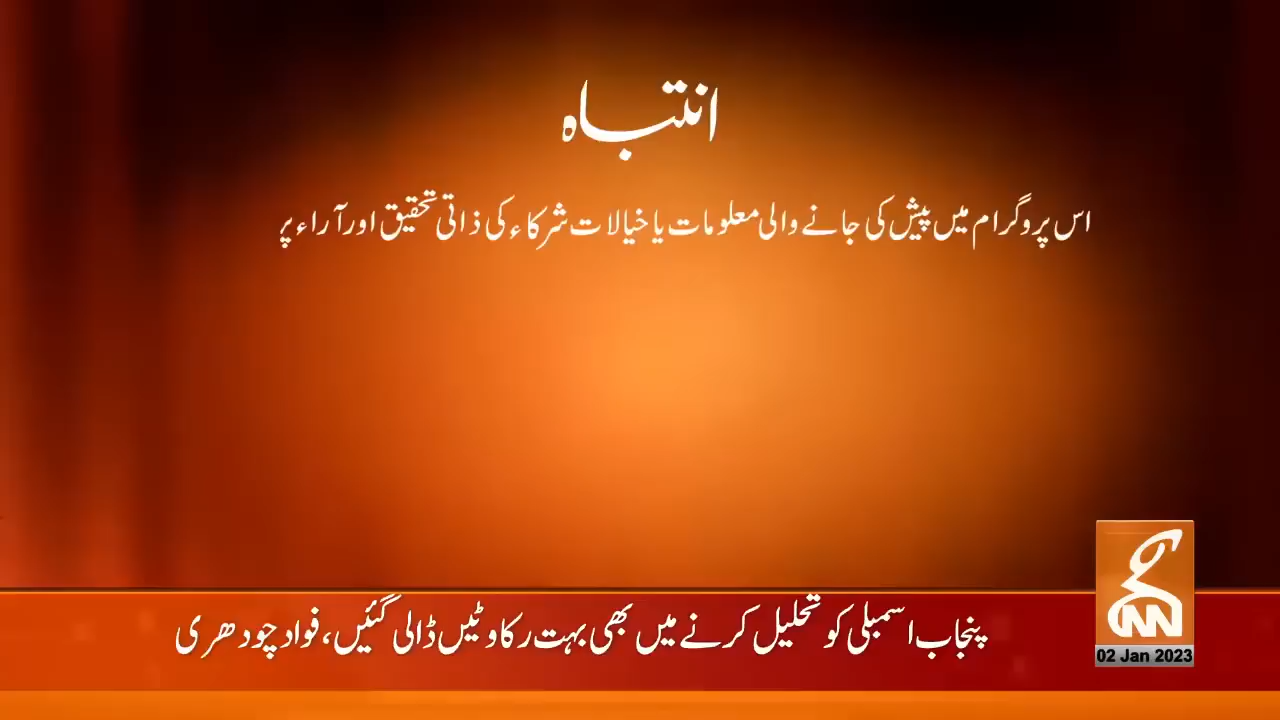 انتباہ
اس پروگرام میں پیش کی جانے والی معلومات یا خیالات شرکاء کی ذاتی تحقیق اور آراء پر
پنجاب اسمبلی کو تحلیل کرنے میں بھی بہت رکاوٹیں ڈالی گئیں، فواد چودھری
GNN
02 Jan 2023